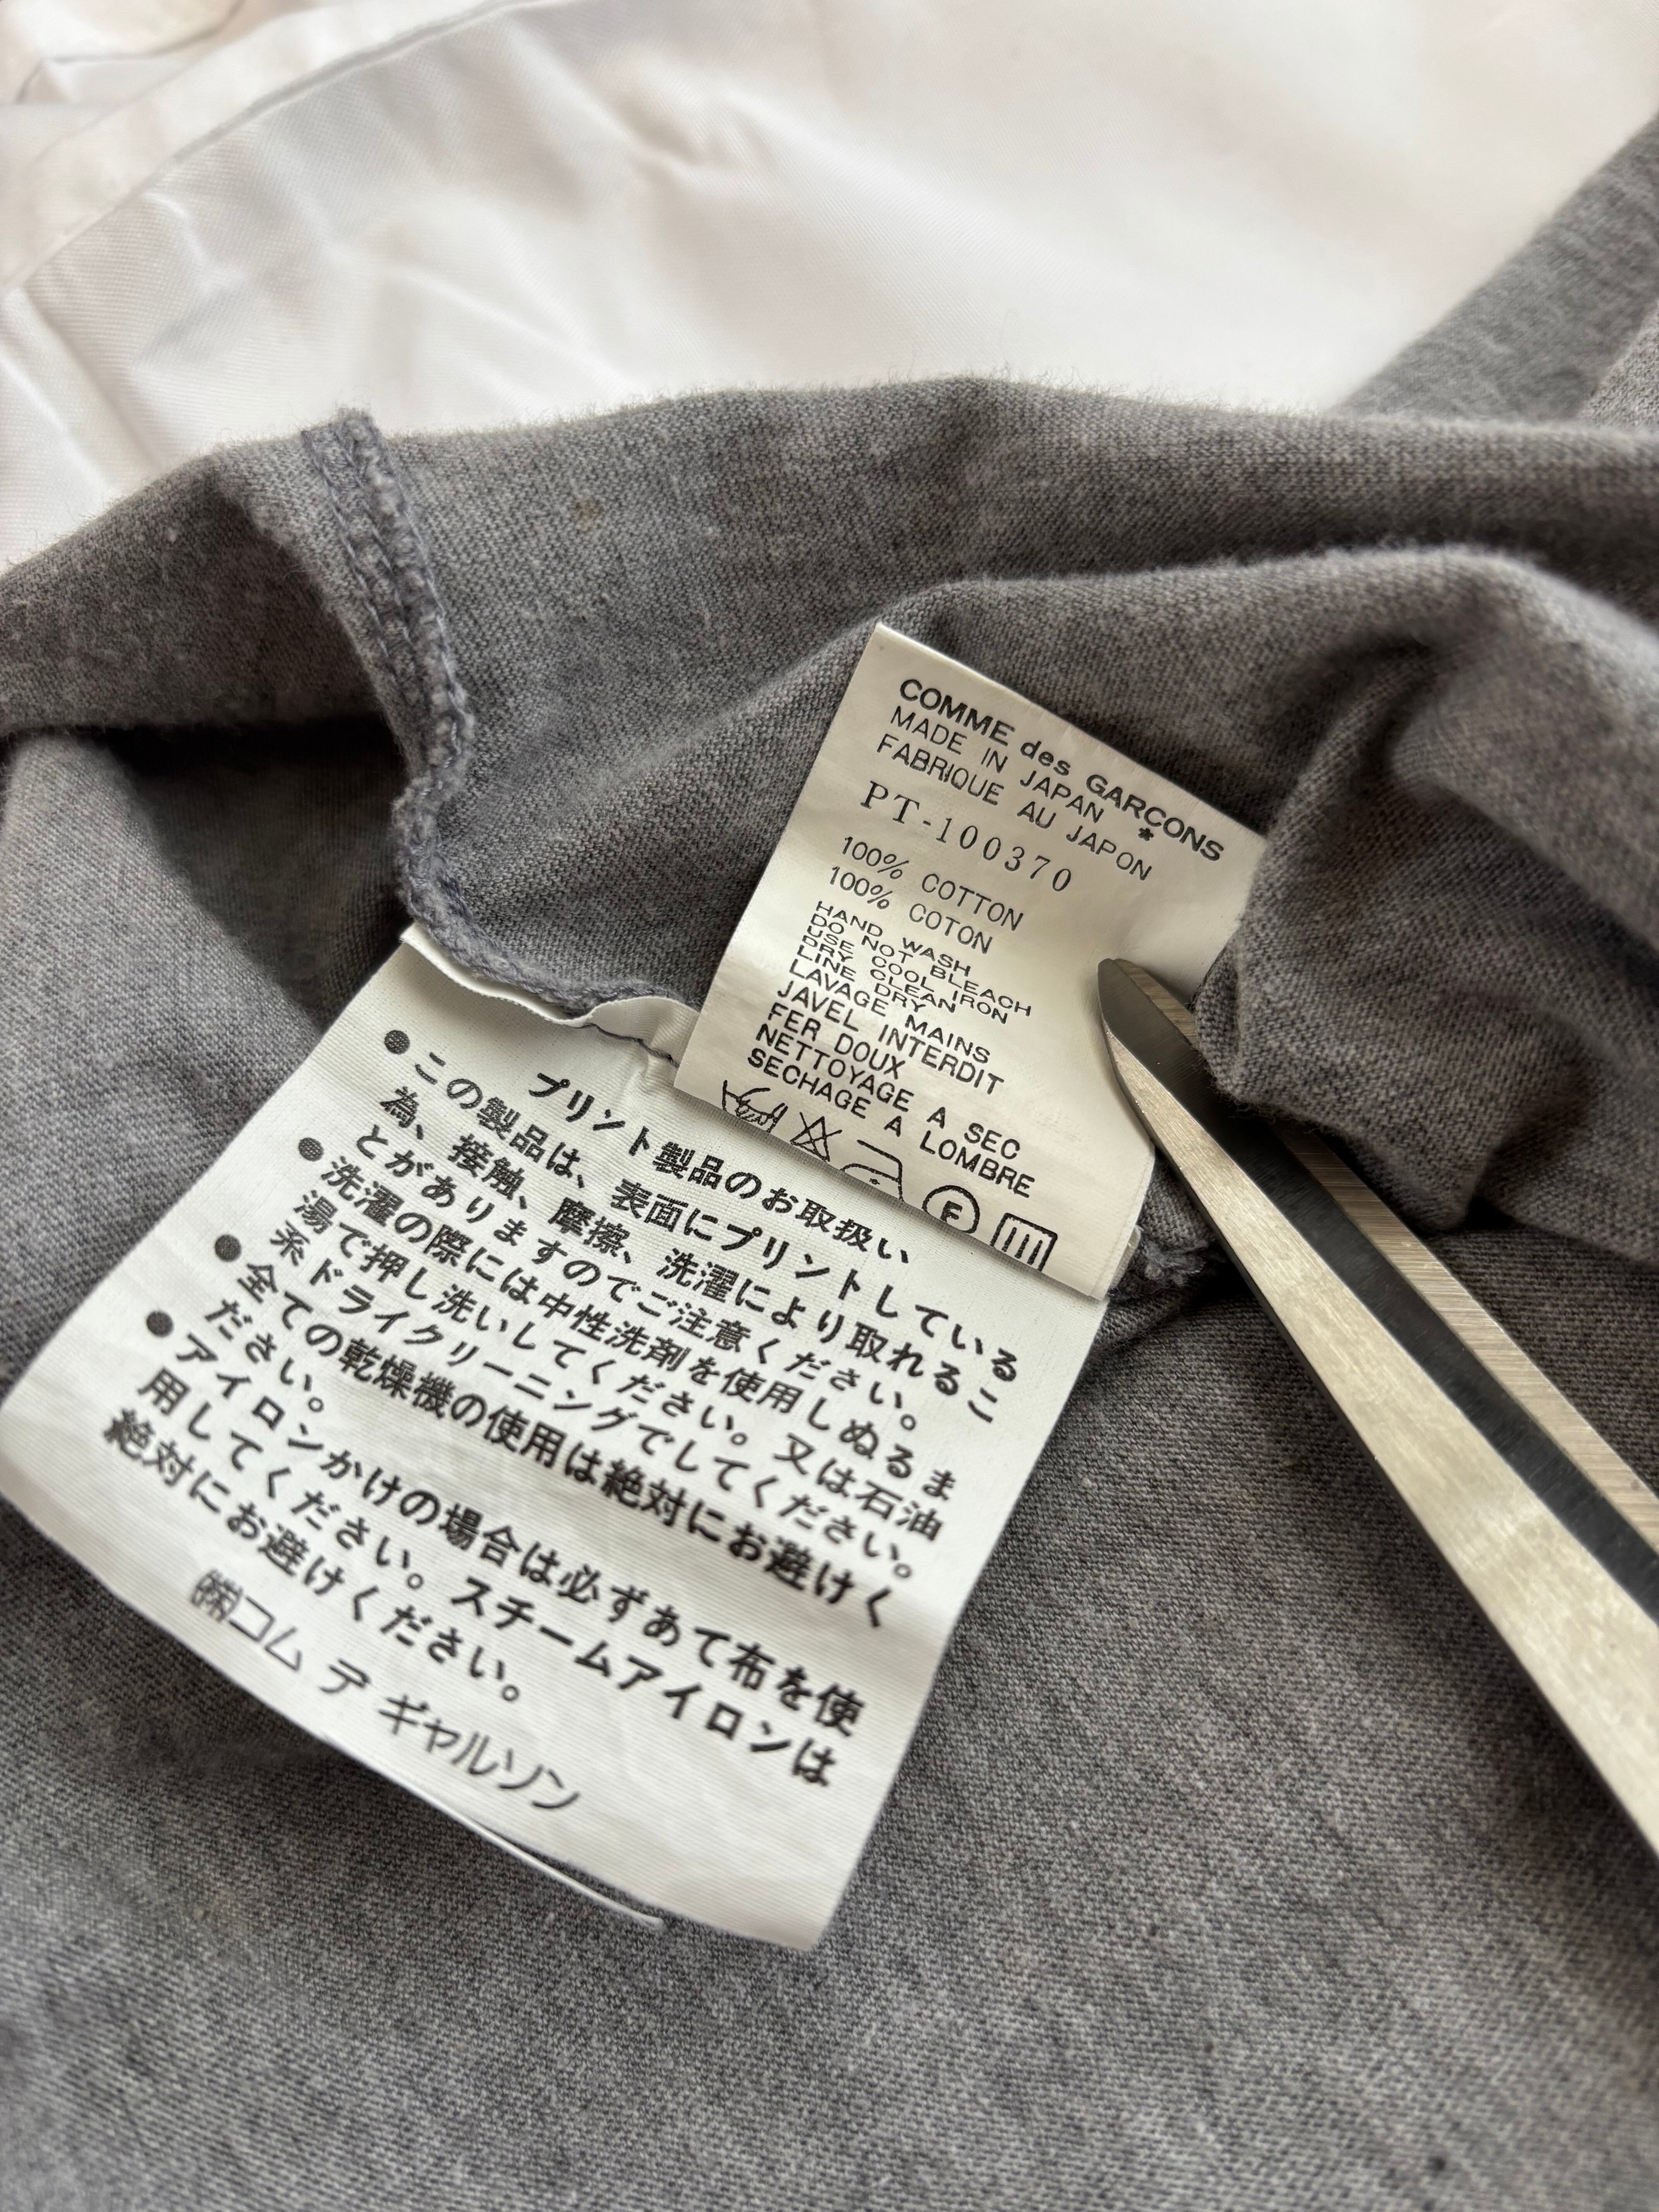 COMME des GARCONS
MADE IN JAPAN *
FABRIQUE AU JAPON
PT-100370
100% COTTON
100% COTON
HAND WASH
DO NOT BLEACH
USE COOL IRON
DRY CLEAN
LINE DRY
LAVAGE MAINS
JAVEL INTERDIT
FER DOUX
NETTOYAGE A SEC
SECHAGE A LOMBRE
F
プリント製品のお取扱い
●この製品は、表面にプリントしている
為、接触、摩擦、洗濯により取れるこ
とがありますのでご注意ください。
●洗濯の際には中性洗剤を使用しぬるま
湯で押し洗いしてください。又は石油
系ドライクリーニングでしてください。
●全ての乾燥機の使用は絶対にお避けく
ださい。
●アイロンかけの場合は必ずあて布を使
用してください。スチームアイロンは
絶対にお避けください。
㈱コム デ ギャルソン